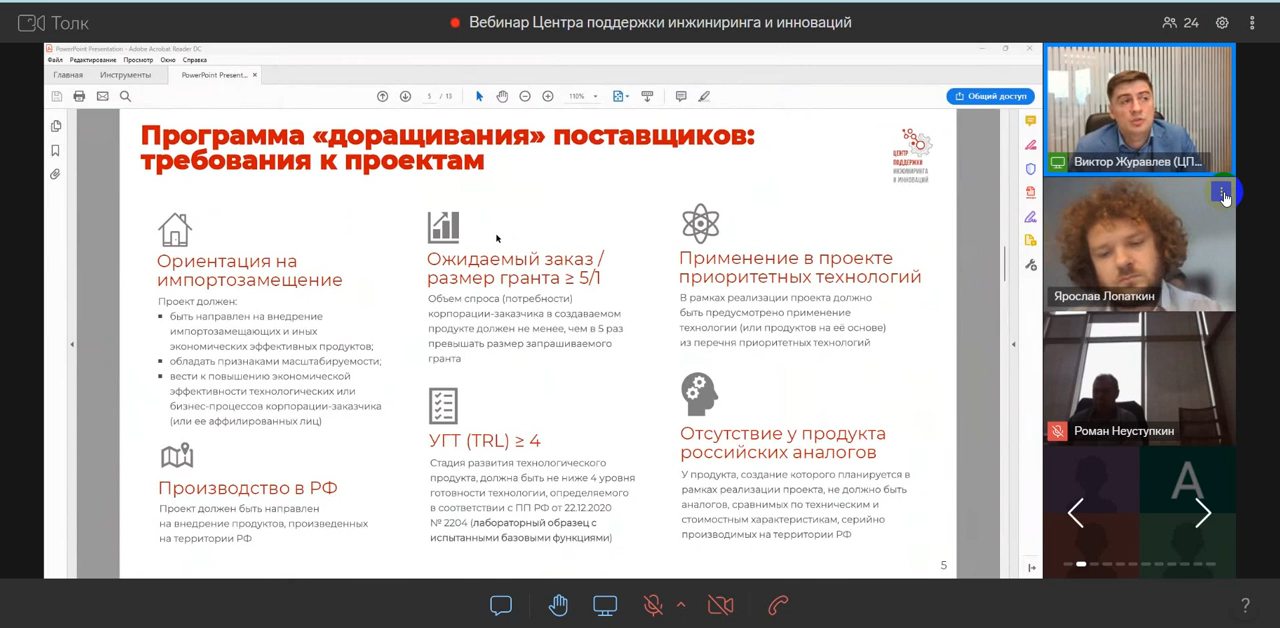 Толк
Вебинар Центра поддержки инжиниринга и инноваций
24
PowerPoint Presentation - Adobe Acrobat Reader DC
Файл Редактирование Просмотр Окно Справка
Главная Инструменты PowerPoint Present... ×
5 / 13 110% Общий доступ
Программа «доращивания» поставщиков:
требования к проектам
ЦЕНТР
ПОДДЕРЖКИ
ИНЖИНИРИНГА
И ИННОВАЦИЙ
Ориентация на
импортозамещение
Проект должен:
▪ быть направлен на внедрение
импортозамещающих и иных
экономических эффективных продуктов;
▪ обладать признаками масштабируемости;
▪ вести к повышению экономической
эффективности технологических или
бизнес-процессов корпорации-заказчика
(или ее аффилированных лиц)
Производство в РФ
Проект должен быть направлен
на внедрение продуктов, произведенных
на территории РФ
Ожидаемый заказ /
размер гранта ≥ 5/1
Объем спроса (потребности)
корпорации-заказчика в создаваемом
продукте должен не менее, чем в 5 раз
превышать размер запрашиваемого
гранта
УГТ (TRL) ≥ 4
Стадия развития технологического
продукта, должна быть не ниже 4 уровня
готовности технологии, определяемого
в соответствии с ПП РФ от 22.12.2020
№ 2204 (лабораторный образец с
испытанными базовыми функциями)
Применение в проекте
приоритетных технологий
В рамках реализации проекта должно
быть предусмотрено применение
технологии (или продуктов на её основе)
из перечня приоритетных технологий
Отсутствие у продукта
российских аналогов
У продукта, создание которого планируется в
рамках реализации проекта, не должно быть
аналогов, сравнимых по техническим и
стоимостным характеристикам, серийно
производимых на территории РФ
5
Виктор Журавлев (ЦП...
Ярослав Лопаткин
Роман Неуступкин
А
?